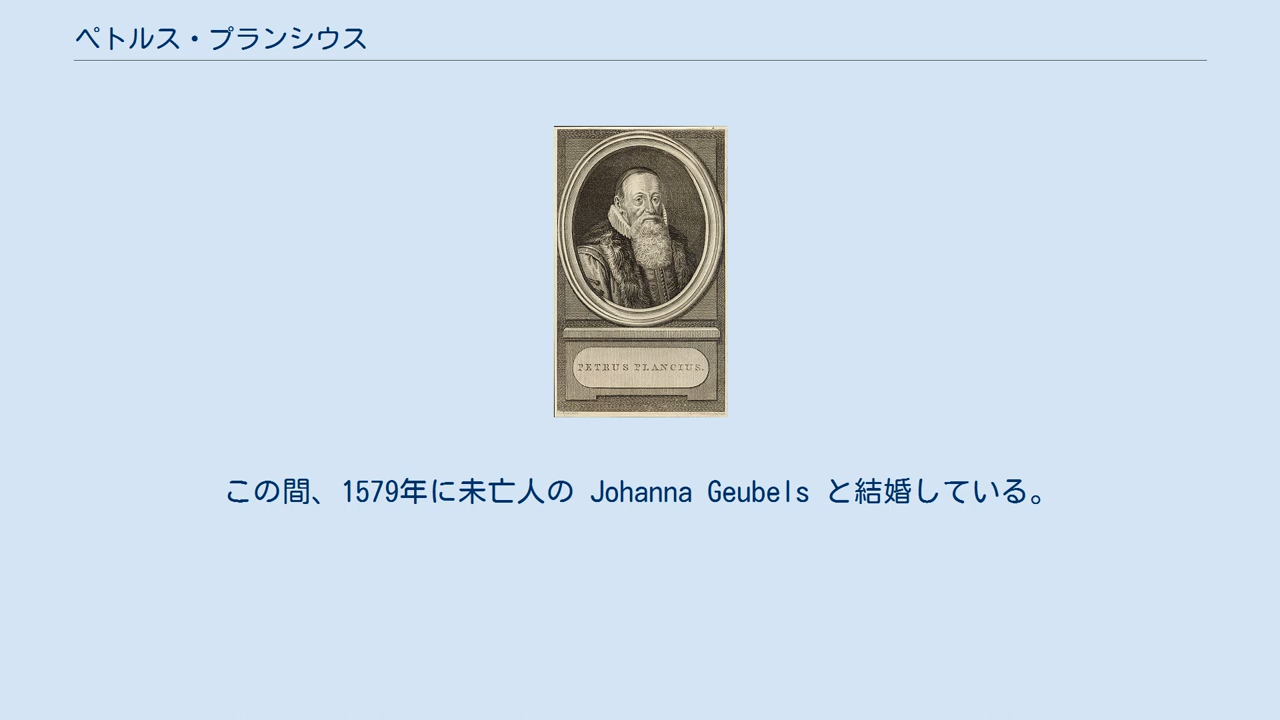 ペトルス・プランシウス
PETRUS PLANCIUS.
この間、1579年に未亡人の Johanna Geubels と結婚している。